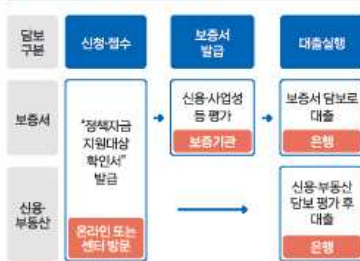 담보
구분
신청·접수
보증서
발급
대출실행
보증서
"정책자금
지원대상
확인서"
발급
온라인 또는
센터 방문
신용·사업성
등 평가
보증기관
보증서 담보로
대출
은행
신용·
부동산
신용·부동산
담보 평가 후
대출
은행